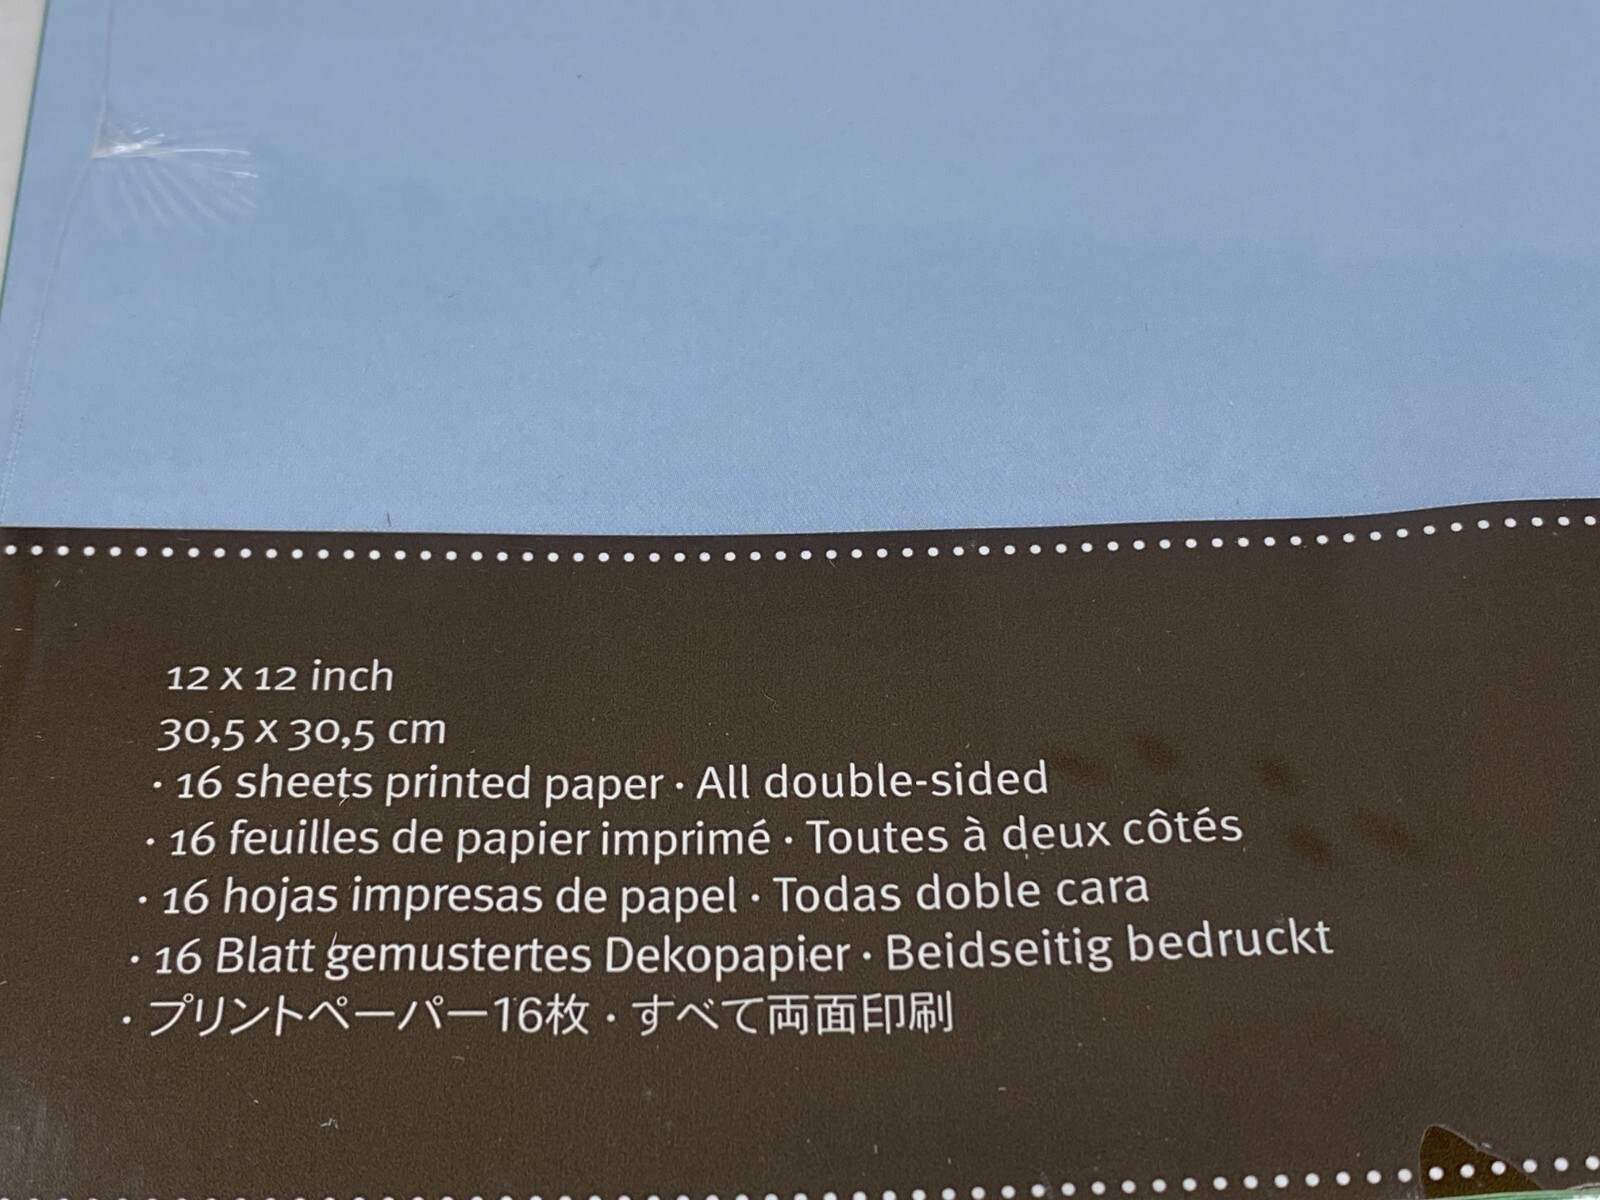 12 x 12 inch
30,5 x 30,5 cm
· 16 sheets printed paper · All double-sided
· 16 feuilles de papier imprimé · Toutes à deux côtés
· 16 hojas impresas de papel · Todas doble cara
· 16 Blatt gemustertes Dekopapier · Beidseitig bedruckt
· プリントペーパー16枚 · すべて両面印刷